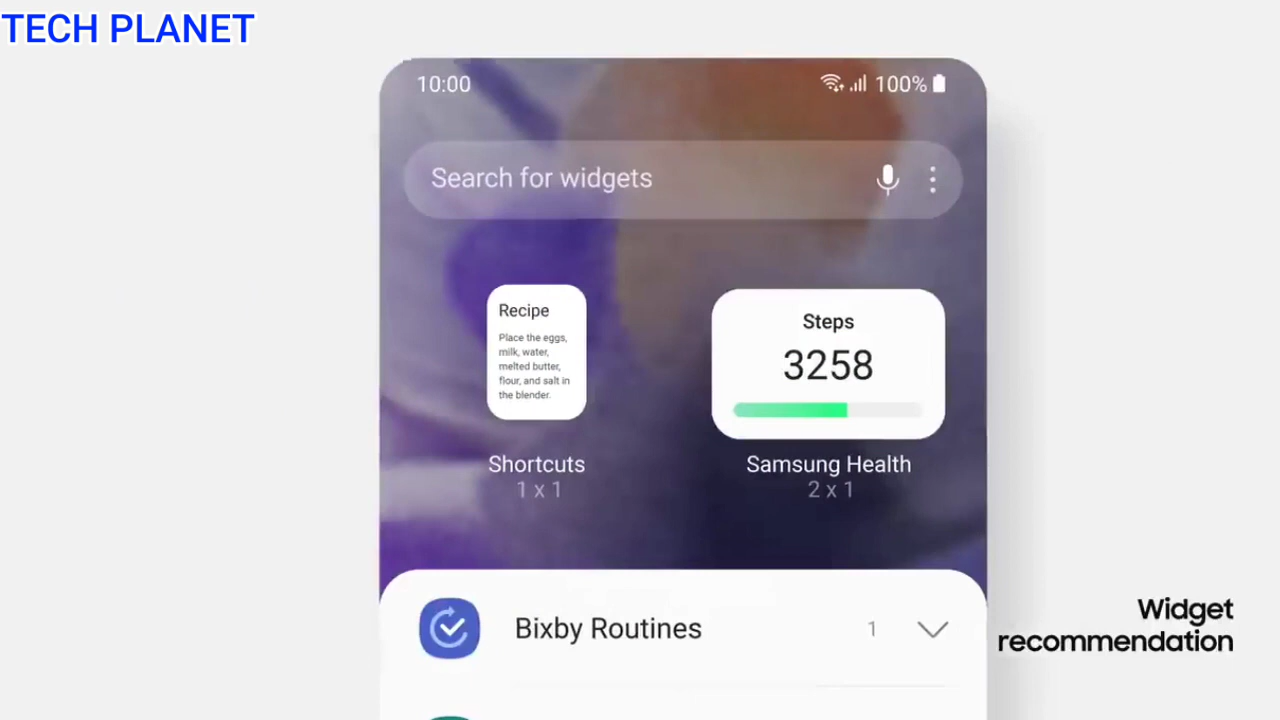 TECH PLANET
10:00
100%
Search for widgets
Recipe
Place the eggs,
milk, water,
melted butter,
flour, and salt in
the blender.
Steps
3258
Shortcuts
1 x 1
Samsung Health
2 x 1
Bixby Routines
1
Widget
recommendation